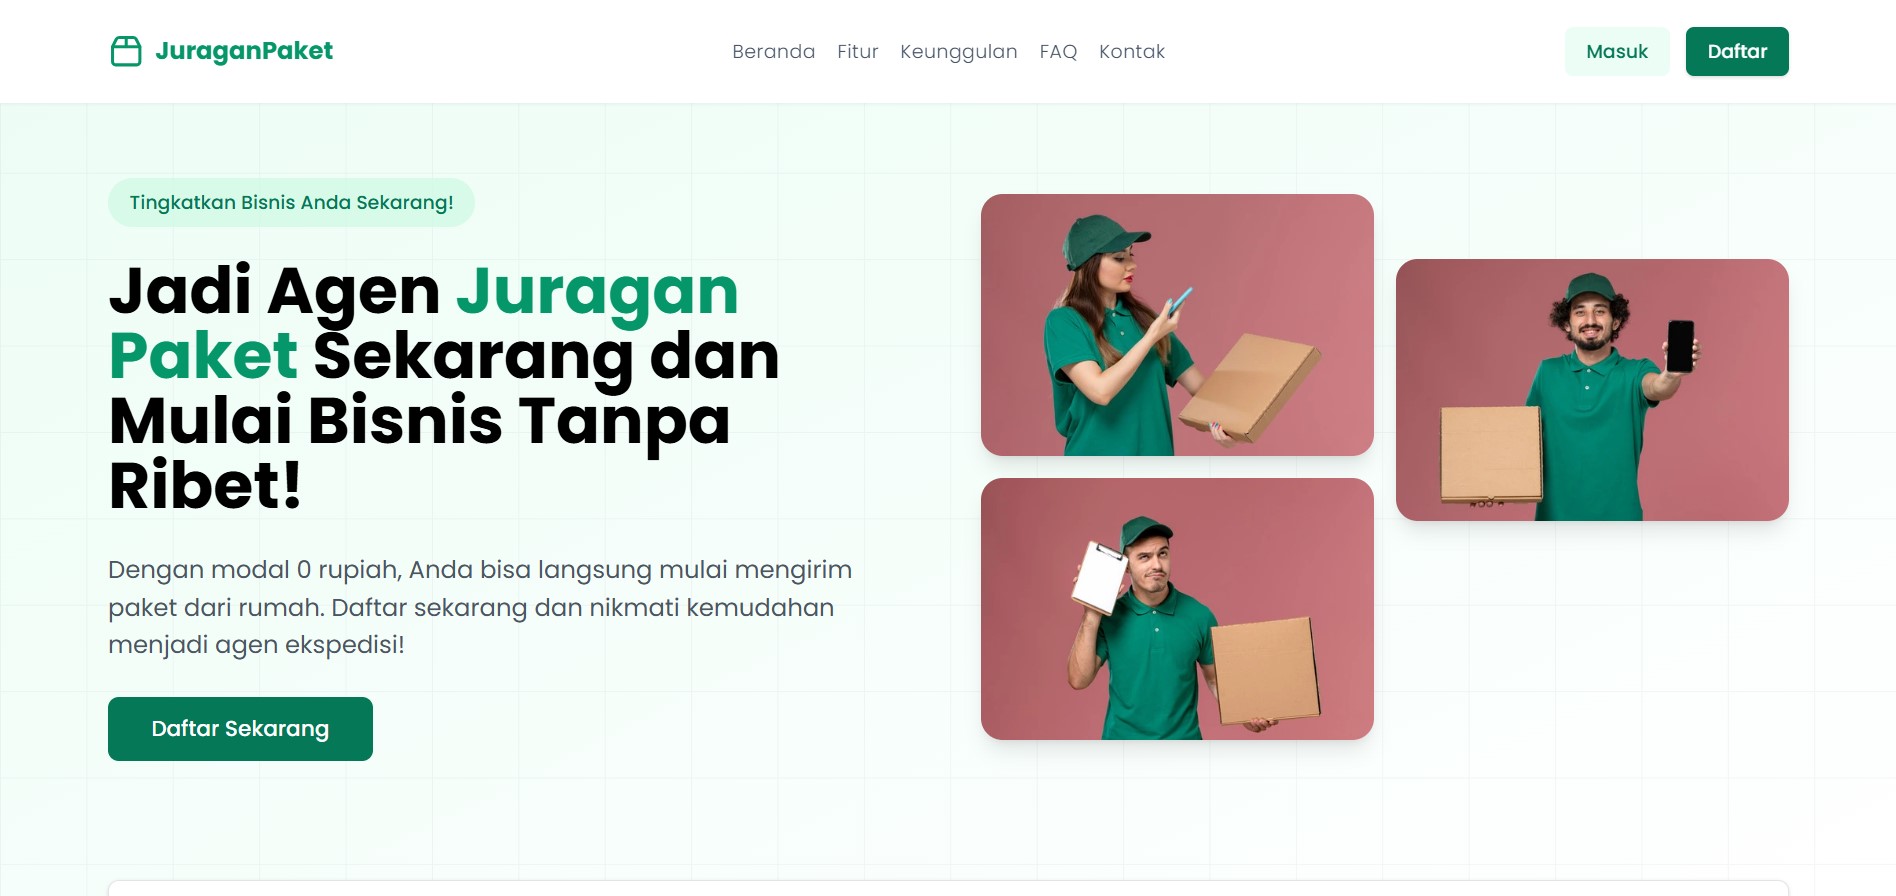 JuraganPaket
Beranda Fitur Keunggulan FAQ Kontak
Masuk
Daftar
Tingkatkan Bisnis Anda Sekarang!
Jadi Agen Juragan
Paket Sekarang dan
Mulai Bisnis Tanpa
Ribet!
Dengan modal 0 rupiah, Anda bisa langsung mulai mengirim
paket dari rumah. Daftar sekarang dan nikmati kemudahan
menjadi agen ekspedisi!
Daftar Sekarang